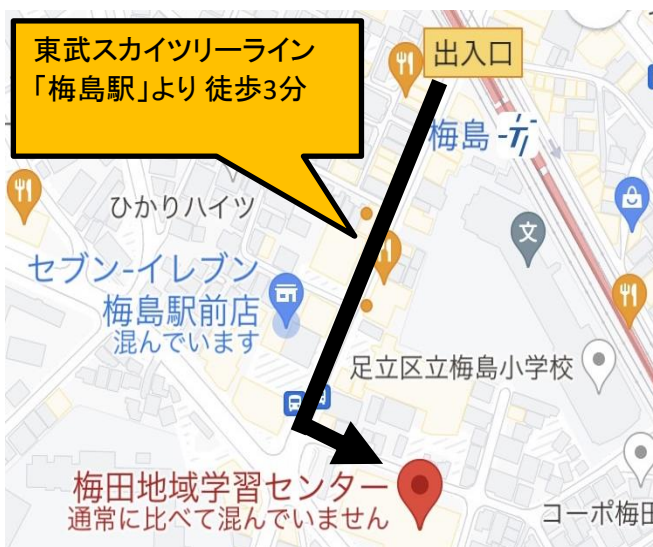 東武スカイツリーライン
「梅島駅」より 徒歩3分
出入口
梅島
ひかりハイツ
文
セブン-イレブン
梅島駅前店
混んでいます
足立区立梅島小学校
梅田地域学習センター
通常に比べて混んでいません
コーポ梅田